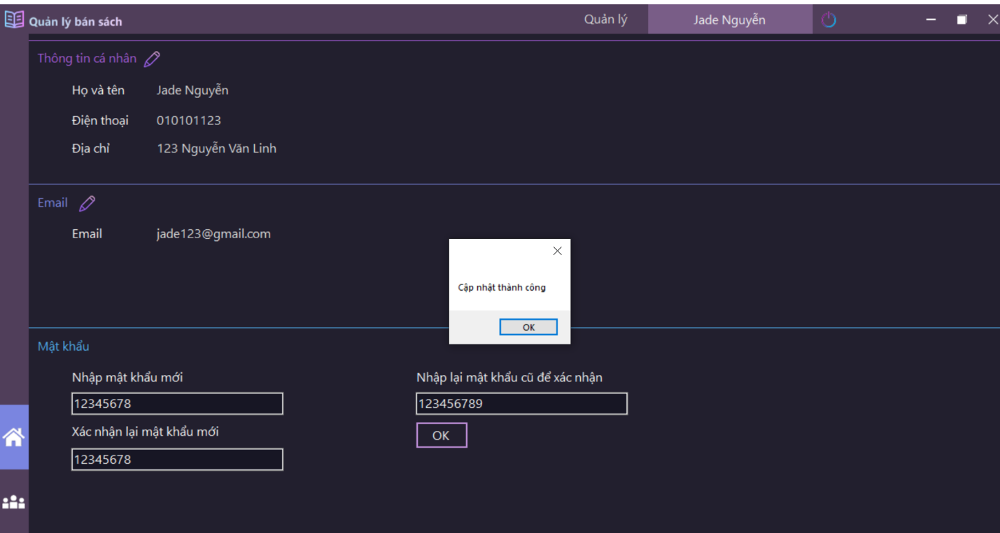 Quản lý bán sách
Quản lý
Jade Nguyễn
Thông tin cá nhân
Họ và tên Jade Nguyễn
Điện thoại 010101123
Địa chỉ 123 Nguyễn Văn Linh
Email
Email jade123@gmail.com
Cập nhật thành công
OK
Mật khẩu
Nhập mật khẩu mới
12345678
Xác nhận lại mật khẩu mới
12345678
Nhập lại mật khẩu cũ để xác nhận
123456789
OK